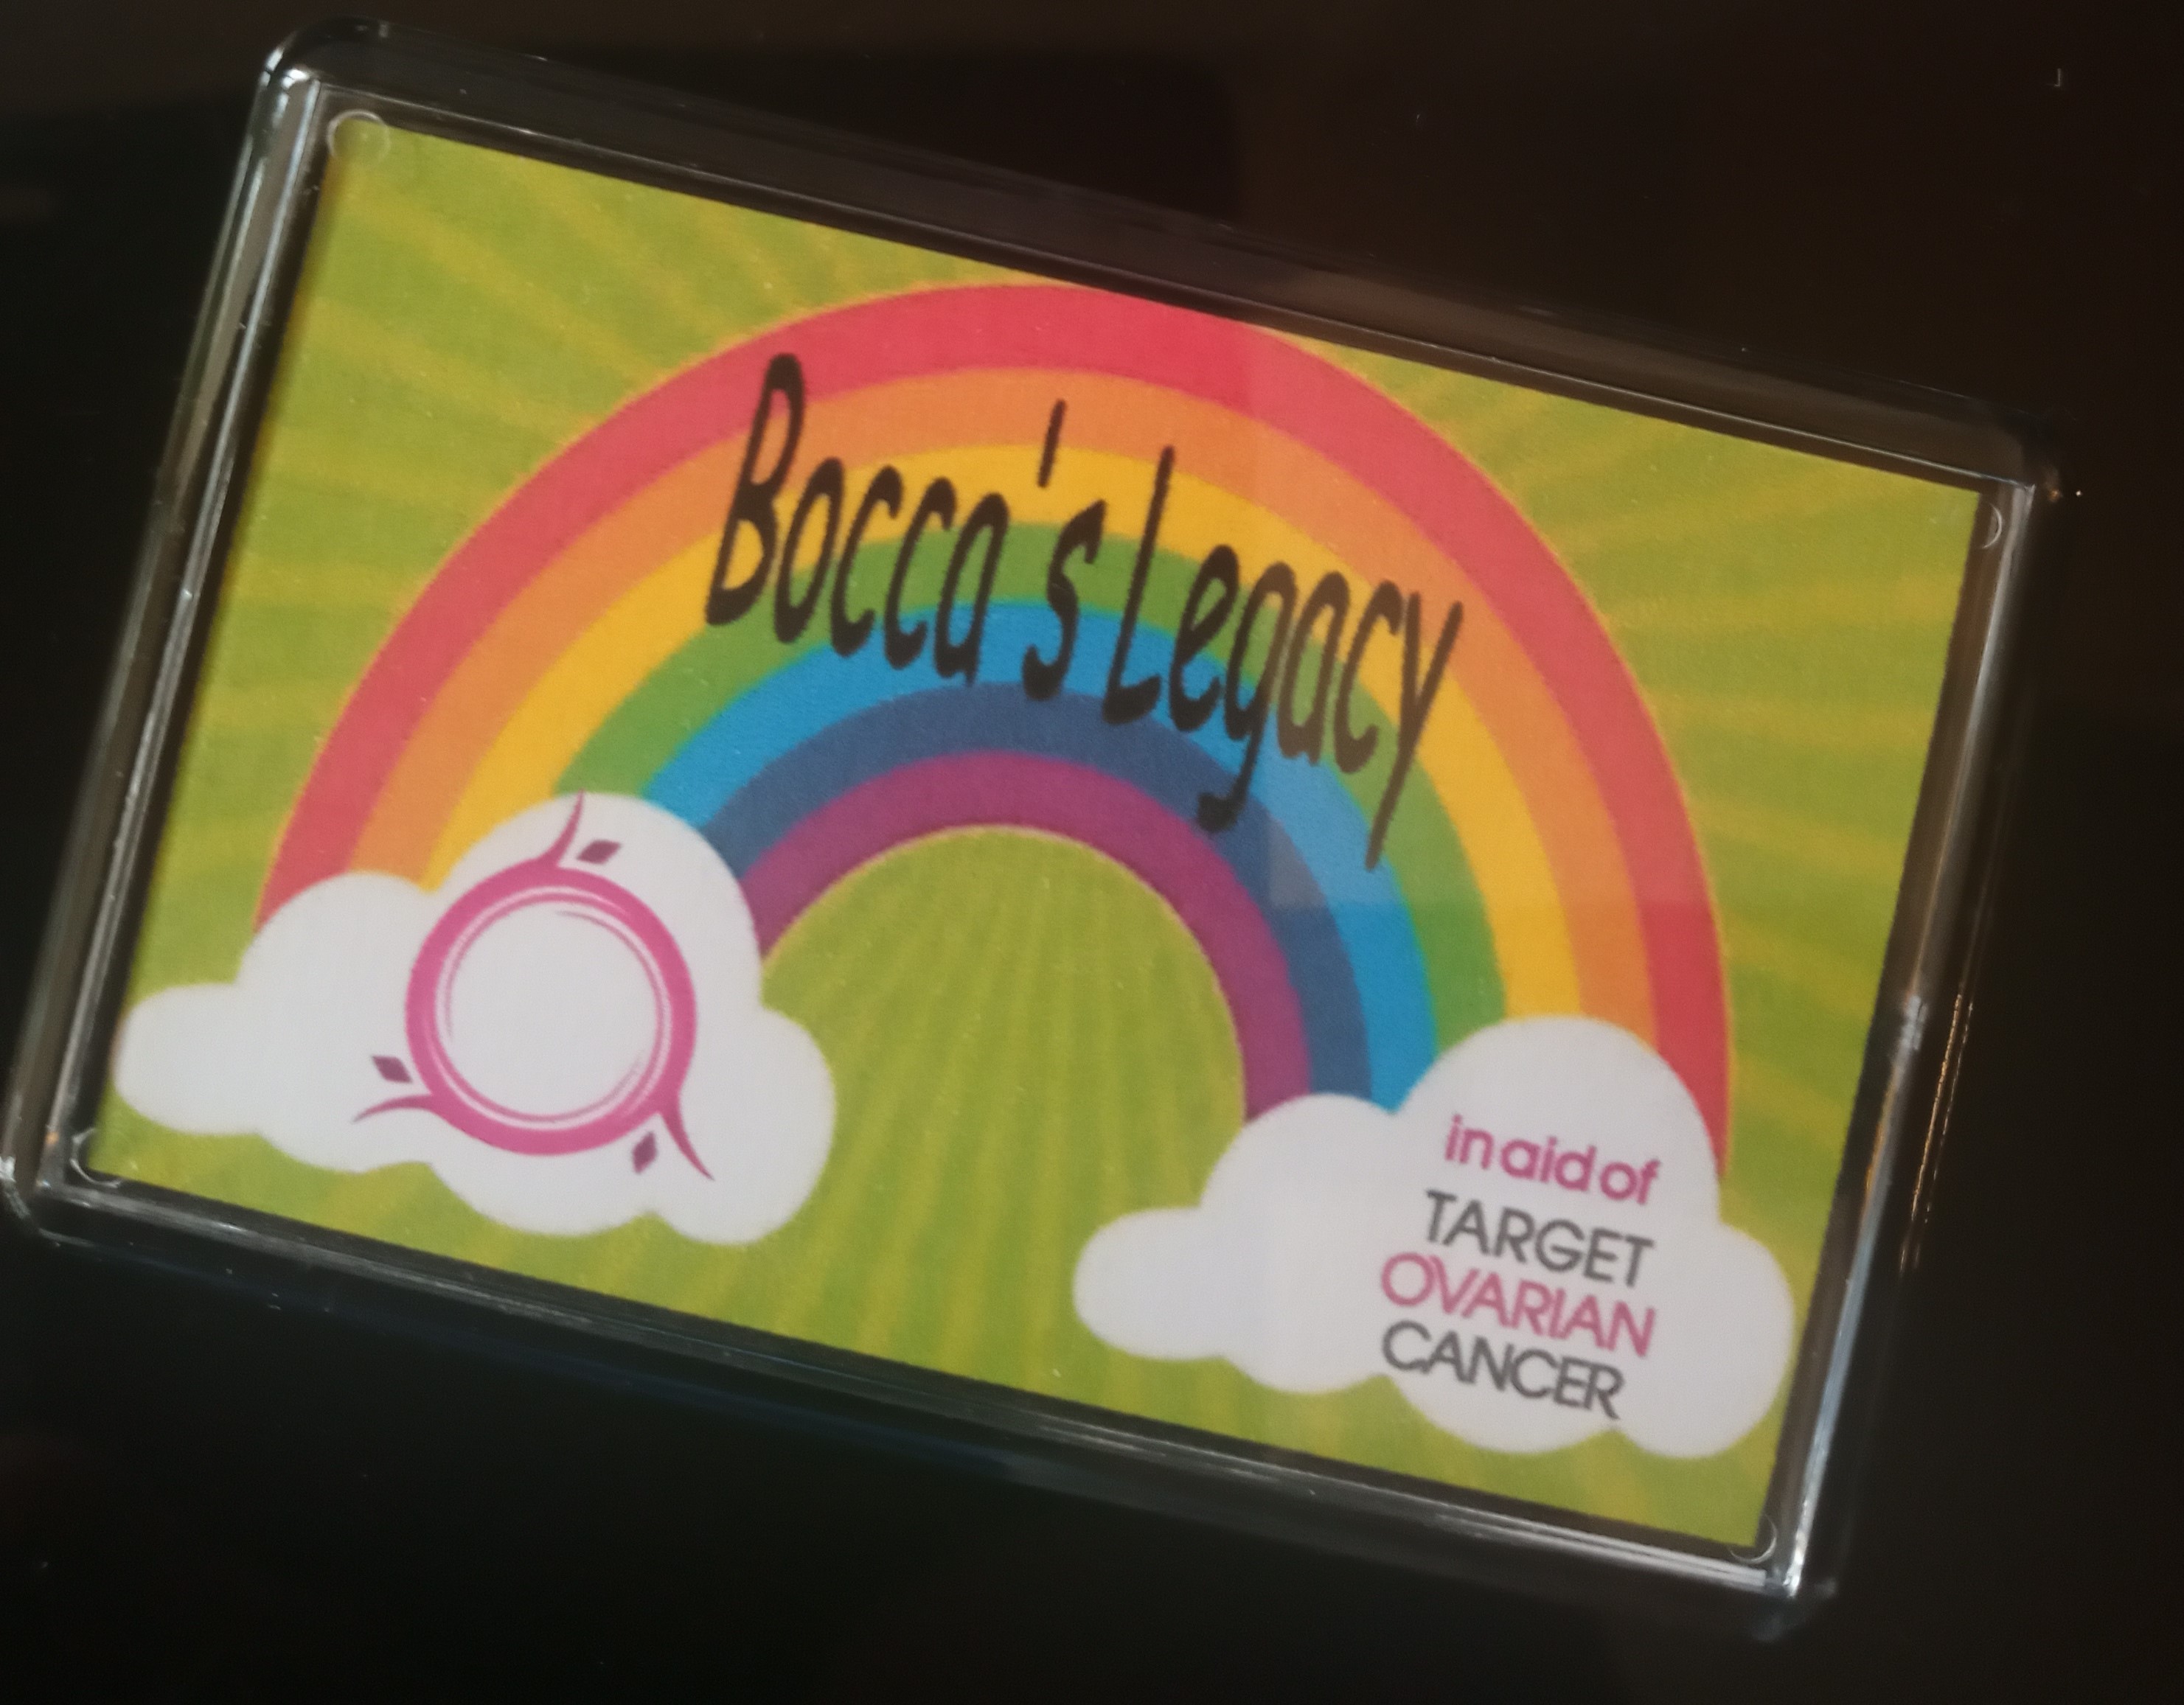 Bocca's Legacy
in aid of
TARGET
OVARIAN
CANCER